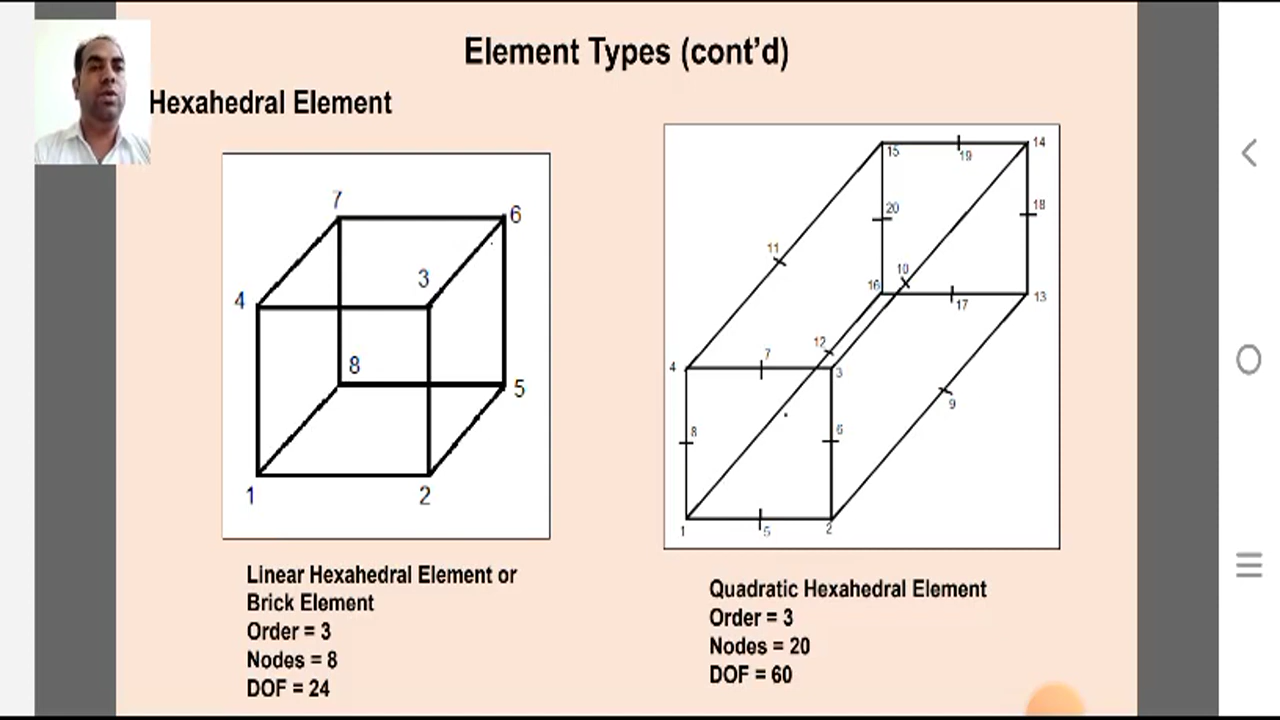 Element Types (cont'd)
Hexahedral Element
7
6
3
4
8
5
1
2
Linear Hexahedral Element or
Brick Element
Order = 3
Nodes = 8
DOF = 24
15
19
14
20
18
11
10
16
17
13
12
7
4
3
9
8
6
1
5
2
Quadratic Hexahedral Element
Order = 3
Nodes = 20
DOF = 60